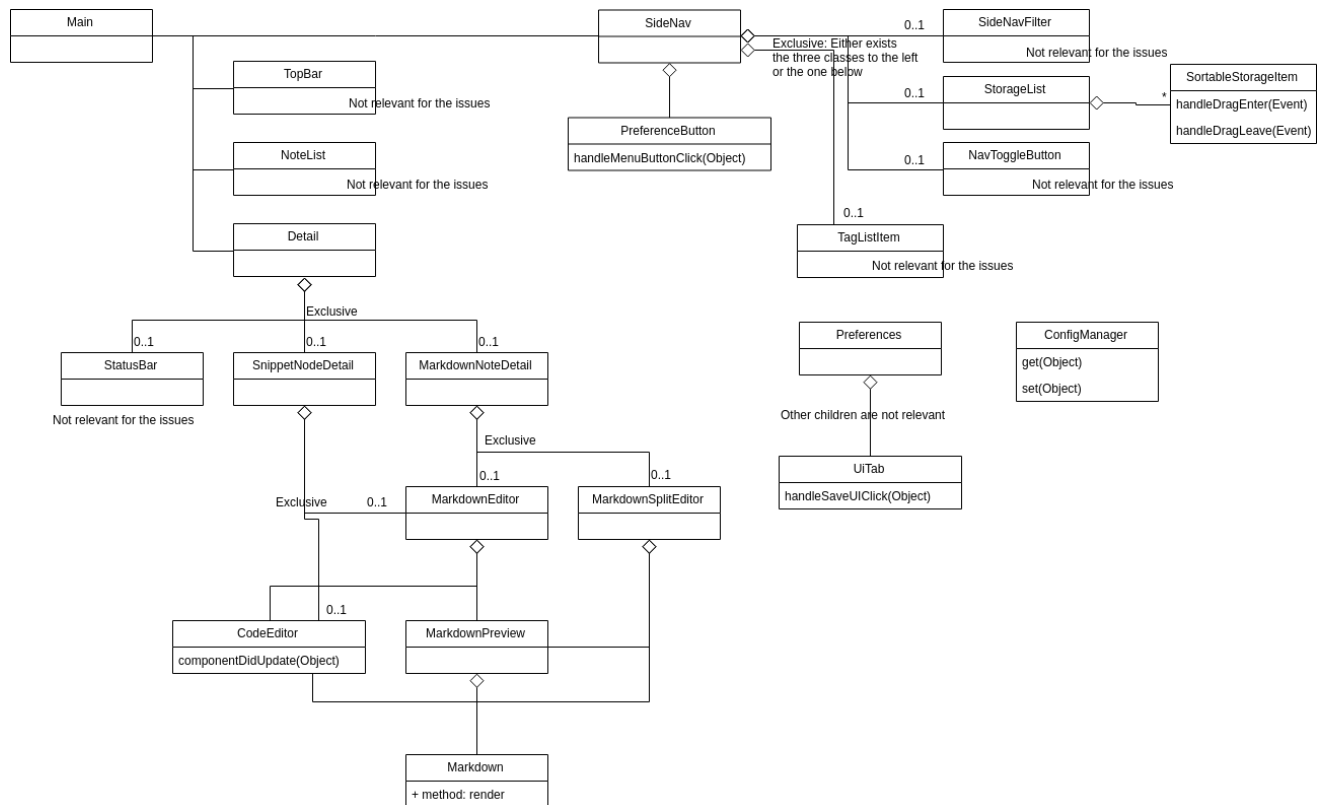 Main
SideNav
0..1
SideNavFilter
Exclusive: Either exists
the three classes to the left
or the one below
Not relevant for the issues
TopBar
Not relevant for the issues
0..1
StorageList
*
SortableStorageItem
handleDragEnter(Event)
handleDragLeave(Event)
PreferenceButton
handleMenuButtonClick(Object)
NoteList
Not relevant for the issues
0..1
NavToggleButton
Not relevant for the issues
0..1
Detail
TagListItem
Not relevant for the issues
Exclusive
0..1
0..1
0..1
StatusBar
SnippetNodeDetail
MarkdownNoteDetail
Not relevant for the issues
Preferences
ConfigManager
get(Object)
set(Object)
Other children are not relevant
Exclusive
0..1
0..1
UiTab
handleSaveUIClick(Object)
Exclusive
0..1
MarkdownEditor
MarkdownSplitEditor
0..1
CodeEditor
componentDidUpdate(Object)
MarkdownPreview
Markdown
+ method: render